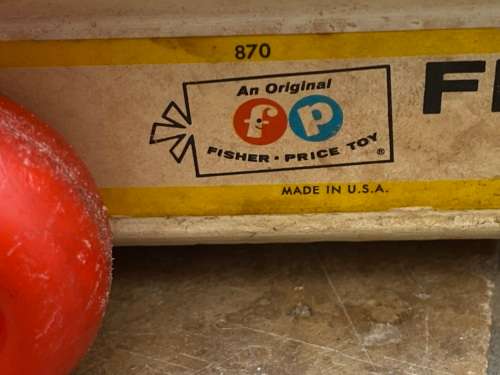 870
An Original
fp
FISHER·PRICE TOY®
MADE IN U.S.A.